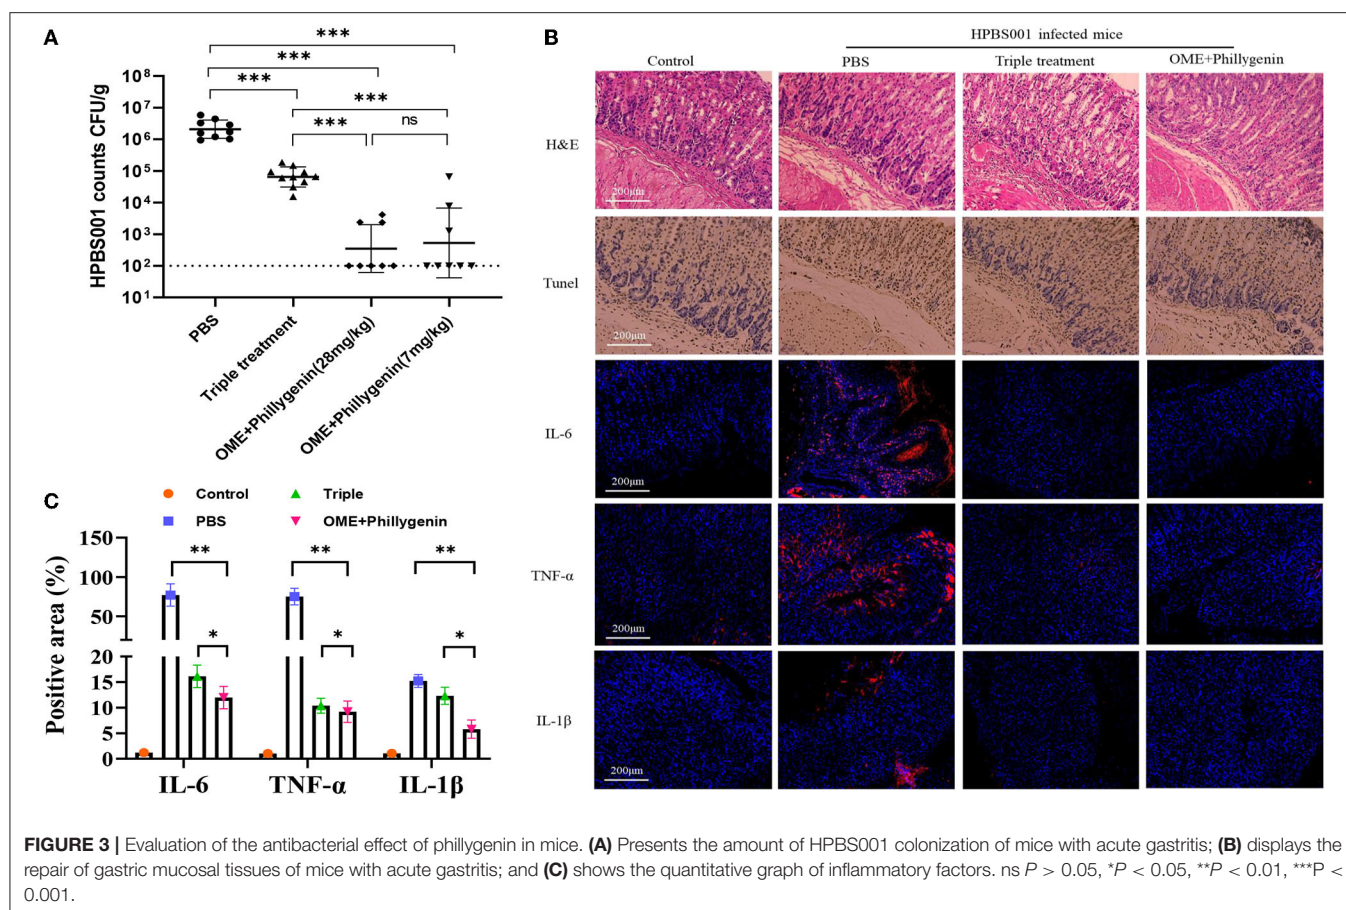 A
***
***
***
***
***
ns
10⁸
10⁷
10⁶
10⁵
10⁴
10³
10²
10¹
HPBS001 counts CFU/g
PBS
Triple treatment
OME+Phillygenin(28mg/kg)
OME+Phillygenin(7mg/kg)
B
HPBS001 infected mice
Control
PBS
Triple treatment
OME+Phillygenin
H&E
200μm
Tunel
200μm
IL-6
200μm
TNF-α
200μm
IL-1β
200μm
C
Control
Triple
PBS
OME+Phillygenin
Positive area (%)
150
100
50
20
15
10
5
0
**
**
**
*
*
*
IL-6
TNF-α
IL-1β
FIGURE 3 | Evaluation of the antibacterial effect of phillygenin in mice. (A) Presents the amount of HPBS001 colonization of mice with acute gastritis; (B) displays the
repair of gastric mucosal tissues of mice with acute gastritis; and (C) shows the quantitative graph of inflammatory factors. ns P > 0.05, *P < 0.05, **P < 0.01, ***P <
0.001.